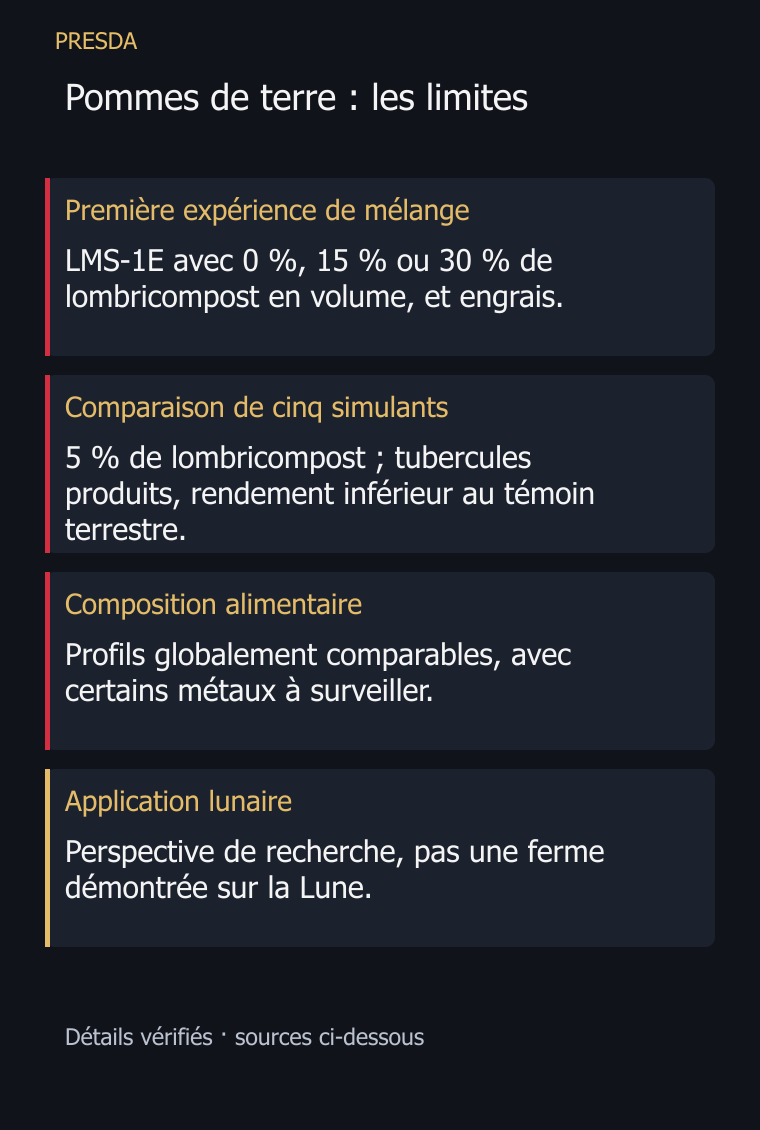 PRESDA
Pommes de terre : les limites
Première expérience de mélange
LMS-1E avec 0 %, 15 % ou 30 % de
lombricompost en volume, et engrais.
Comparaison de cinq simulants
5 % de lombricompost ; tubercules
produits, rendement inférieur au témoin
terrestre.
Composition alimentaire
Profils globalement comparables, avec
certains métaux à surveiller.
Application lunaire
Perspective de recherche, pas une ferme
démontrée sur la Lune.
Détails vérifiés · sources ci-dessous